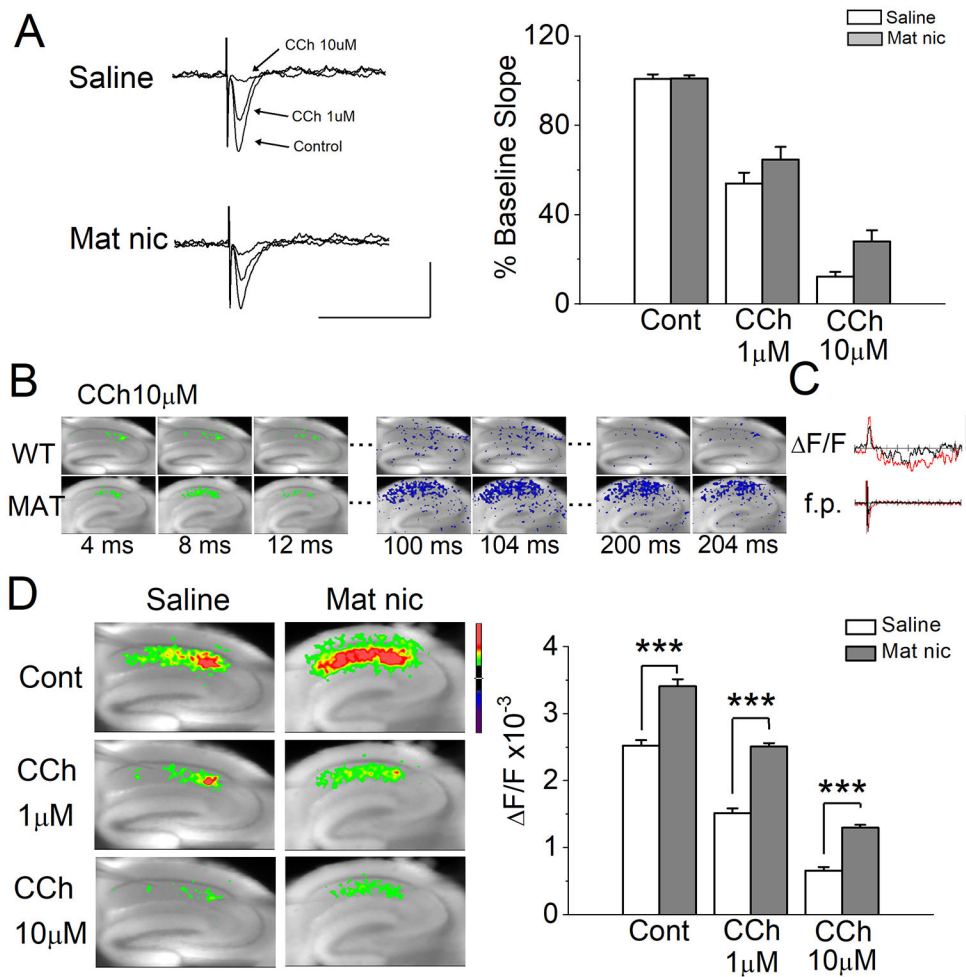 A
Saline
CCh 10uM
CCh 1uM
Control
Mat nic
% Baseline Slope
120
80
40
0
Saline
Mat nic
Cont
CCh
1μM
CCh
10μM
B
CCh10μM
WT
MAT
4 ms
8 ms
12 ms
100 ms
104 ms
200 ms
204 ms
C
ΔF/F
f.p.
D
Saline
Mat nic
Cont
CCh
1μM
CCh
10μM
ΔF/F x10-3
4
3
2
1
0
Saline
Mat nic
***
***
***
Cont
CCh
1μM
CCh
10μM